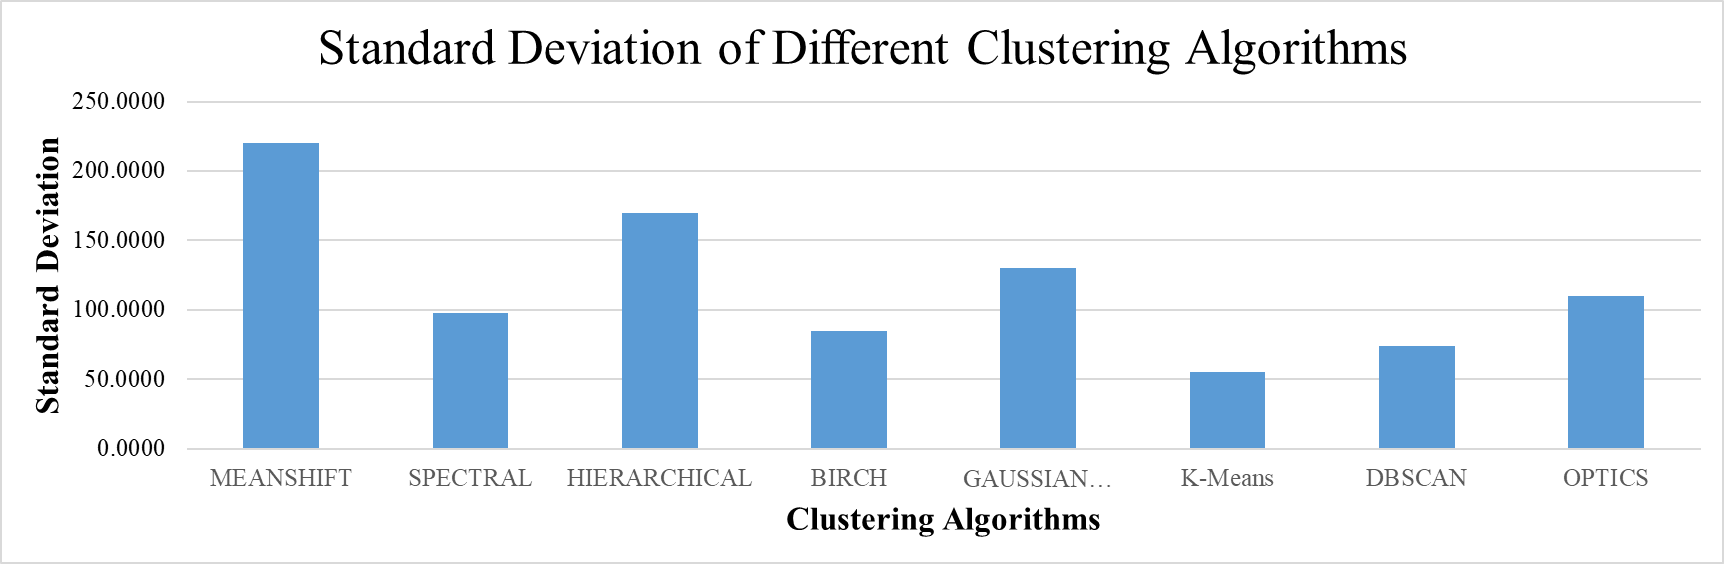 Standard Deviation of Different Clustering Algorithms
Standard Deviation
250.0000
200.0000
150.0000
100.0000
50.0000
0.0000
MEANSHIFT SPECTRAL HIERARCHICAL BIRCH GAUSSIAN… K-Means DBSCAN OPTICS
Clustering Algorithms